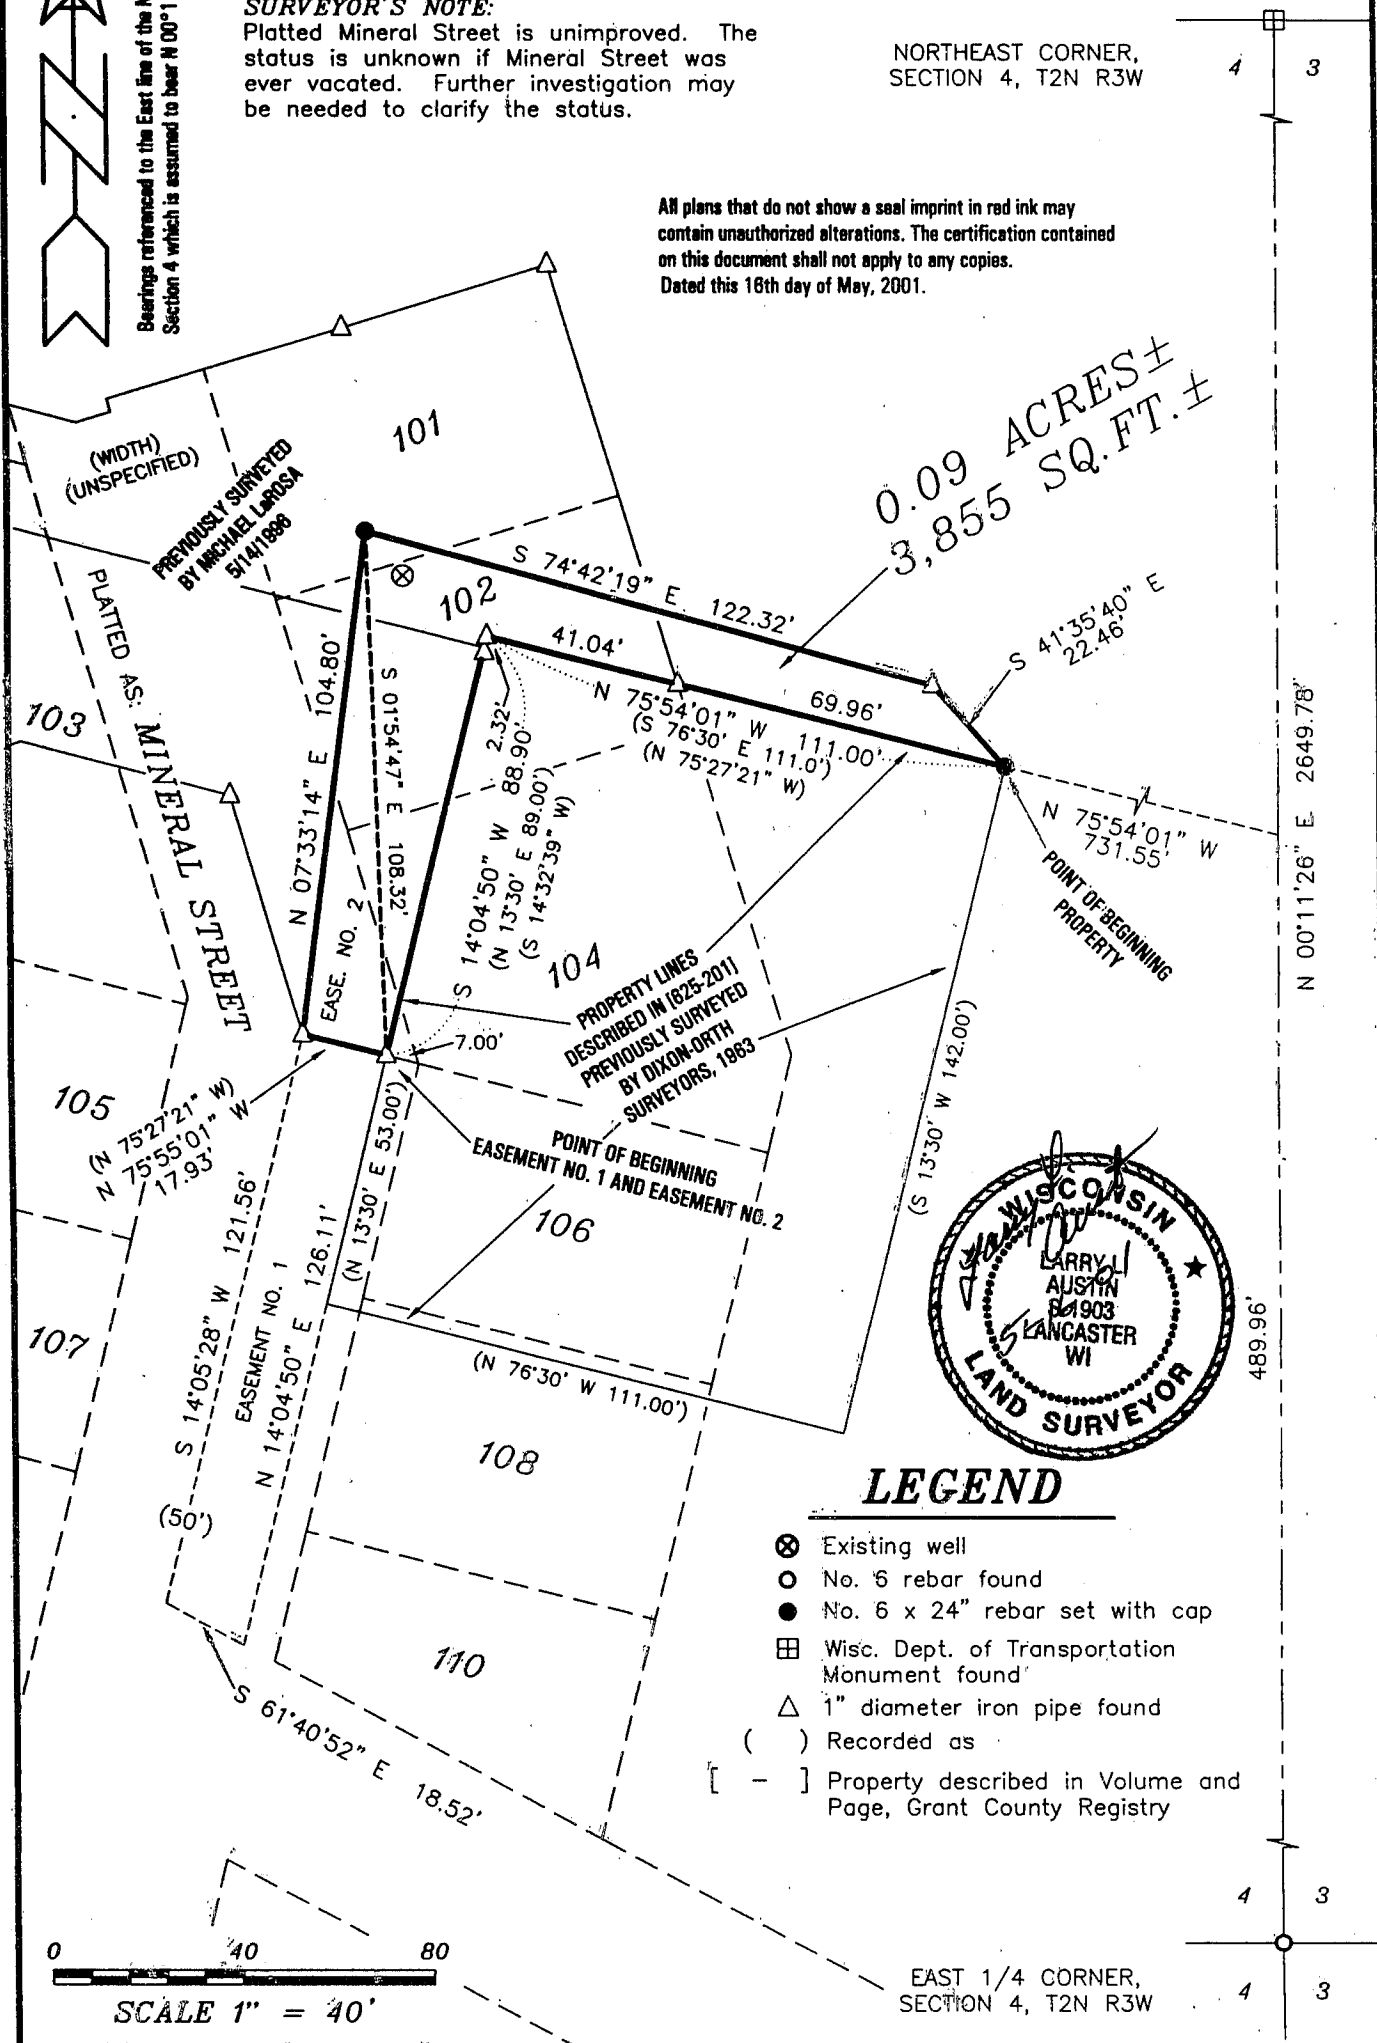 SURVEYOR'S NOTE:
Platted Mineral Street is unimproved. The
status is unknown if Mineral Street was
ever vacated. Further investigation may
be needed to clarify the status.
Bearings referenced to the East line of the
Section 4 which is assumed to bear N 00°1
NORTHEAST CORNER,
SECTION 4, T2N R3W
4
3
All plans that do not show a seal imprint in red ink may
contain unauthorized alterations. The certification contained
on this document shall not apply to any copies.
Dated this 16th day of May, 2001.
0.09 ACRES±
3,855 SQ.FT.±
101
(WIDTH)
(UNSPECIFIED)
PREVIOUSLY SURVEYED
BY MICHAEL LaROSA
5/14/1996
102
S 74°42'19" E 122.32'
S 41°35'40" E
22.46'
41.04'
69.96'
N 75°54'01" W 111.00'
(S 76°30' E 111.0')
(N 75°27'21" W)
N 75°54'01" W
731.55'
POINT OF BEGINNING
PROPERTY
N 00°11'26" E 2649.78'
PLATTED AS: MINERAL STREET
103
N 07°33'14" E 104.80'
S 01°54'47" E 108.32'
EASE. NO. 2
2.32'
S 14°04'50" W 88.90'
(N 13°30' E 89.00')
(S 14°32'39" W)
104
PROPERTY LINES
DESCRIBED IN [625-201]
PREVIOUSLY SURVEYED
BY DIXON-ORTH
SURVEYORS, 1963
7.00'
(S 13°30' W 142.00')
105
(N 75°27'21" W)
N 75°55'01" W
17.93'
POINT OF BEGINNING
EASEMENT NO. 1 AND EASEMENT NO. 2
(N 13°30' E 53.00')
106
S 14°05'28" W 121.56'
EASEMENT NO. 1
N 14°04'50" E 126.11'
107
(N 76°30' W 111.00')
108
(50')
110
S 61°40'52" E 18.52'
WISCONSIN
LARRY L.
AUSTIN
S-1903
LANCASTER
WI
LAND SURVEYOR
489.96'
LEGEND
Existing well
No. 6 rebar found
No. 6 x 24" rebar set with cap
Wisc. Dept. of Transportation
Monument found
1" diameter iron pipe found
( ) Recorded as
[ - ] Property described in Volume and
Page, Grant County Registry
4
3
4
3
EAST 1/4 CORNER,
SECTION 4, T2N R3W
0 40 80
SCALE 1" = 40'